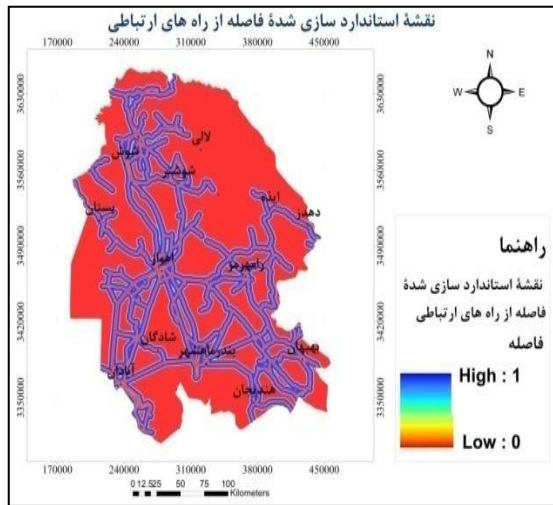 نقشهٔ استاندارد سازی شدهٔ فاصله از راه های ارتباطی
170000 240000 310000 380000 450000
N
W E
S
3630000
3560000
3490000
3420000
3350000
لالی
شوش
شوشتر
ایذه
دهدز
بستان
اهواز
رامهرمز
شادگان
بندرماهشهر
بهبهان
آبادان
هندیجان
راهنما
نقشهٔ استاندارد سازی شدهٔ
فاصله از راه های ارتباطی
فاصله
High : 1
Low : 0
170000 240000 310000 380000 450000
0 12.525 50 75 100
Kilometers